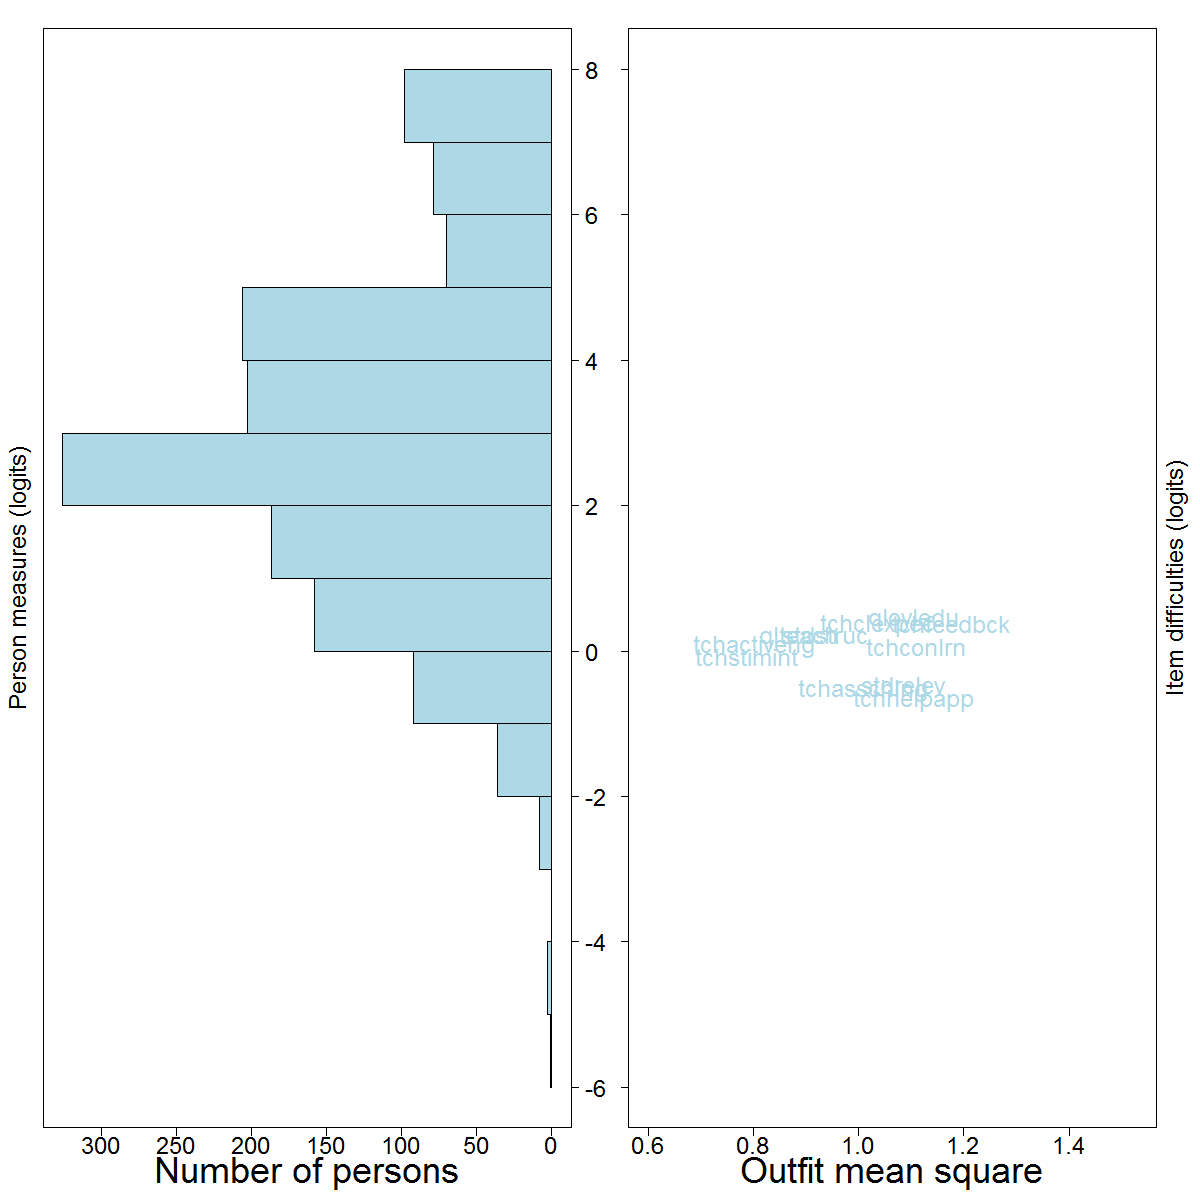 Person measures (logits)
8
6
4
2
0
-2
-4
-6
300 250 200 150 100 50 0
Number of persons
tchfeedbck
tchactiveng
tchconlrn
tchstimint
stdrelev
tchhelpapp
0.6 0.8 1.0 1.2 1.4
Outfit mean square
Item difficulties (logits)